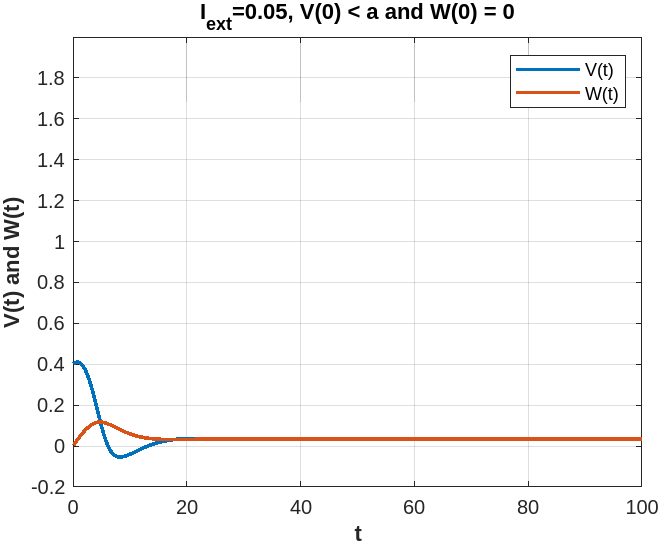 I_ext=0.05, V(0) < a and W(0) = 0
V(t)
W(t)
V(t) and W(t)
1.8
1.6
1.4
1.2
1
0.8
0.6
0.4
0.2
0
-0.2
0 20 40 60 80 100
t